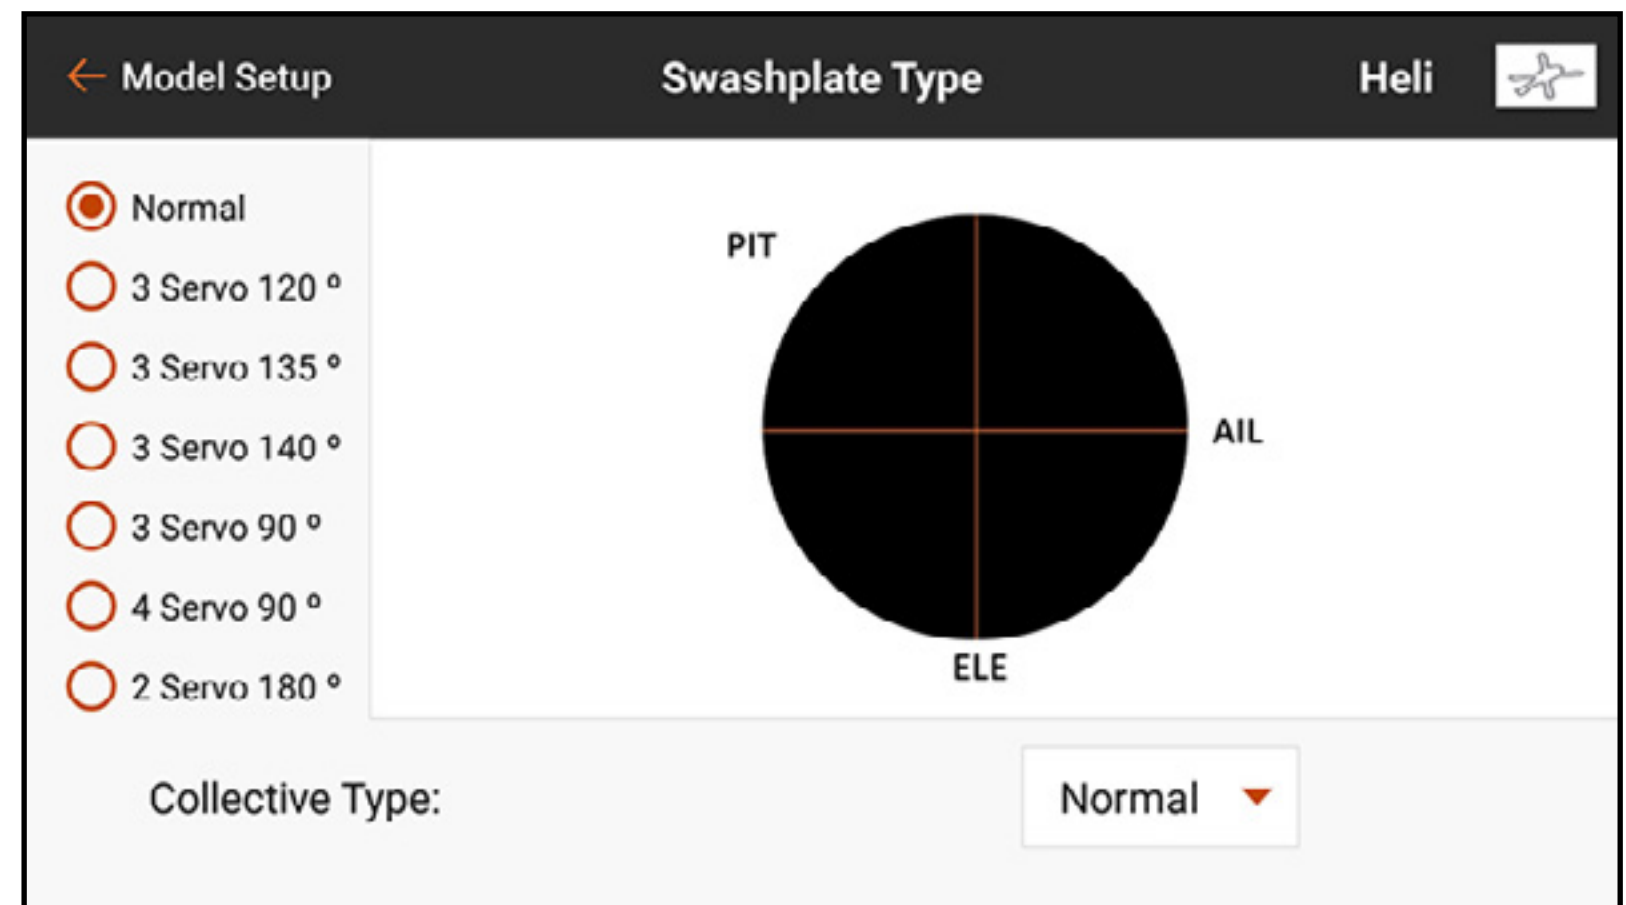 Model Setup
Swashplate Type
Heli
Normal
3 Servo 120 º
3 Servo 135 º
3 Servo 140 º
3 Servo 90 º
4 Servo 90 º
2 Servo 180 º
PIT
AIL
ELE
Collective Type:
Normal